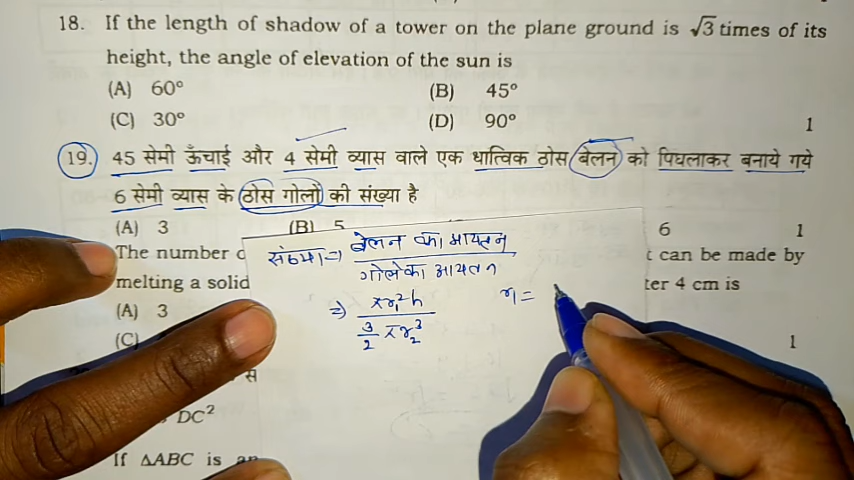 18. If the length of shadow of a tower on the plane ground is √3 times of its
height, the angle of elevation of the sun is
(A) 60° (B) 45°
(C) 30° (D) 90°
1
19. 45 सेमी ऊँचाई और 4 सेमी व्यास वाले एक धात्विक ठोस बेलन को पिघलाकर बनाये गये
6 सेमी व्यास के ठोस गोलों की संख्या है
(A) 3 (B) 5 6 1
The number can be made by
melting a solid ter 4 cm is
(A) 3
(C) 1
संख्या ⇒ बेलन का आयतन
गोले का आयतन
⇒ πr₁²h r₁ =
3/2 πr₂³
स
DC²
If ΔABC is an